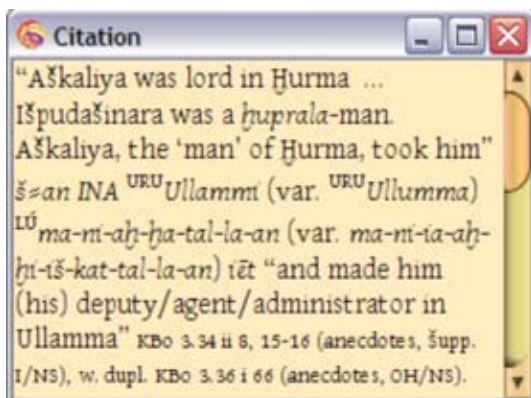 Citation
“Aškaliya was lord in Ḫurma ...
Išpudašinara was a ḫuprala-man.
Aškaliya, the ‘man’ of Ḫurma, took him”
š≠an INA ᵁᴿᵁUllammi (var. ᵁᴿᵁUllumma)
ᴸᵁ́ma-ni-aḫ-ḫa-tal-la-an (var. ma-ni-ia-aḫ-
ḫi-iš-kat-tal-la-an) iēt “and made him
(his) deputy/agent/administrator in
Ullamma” KBo 3.34 ii 8, 15-16 (anecdotes, Šupp.
I/NS), w. dupl. KBo 3.36 i 66 (anecdotes, OH/NS).